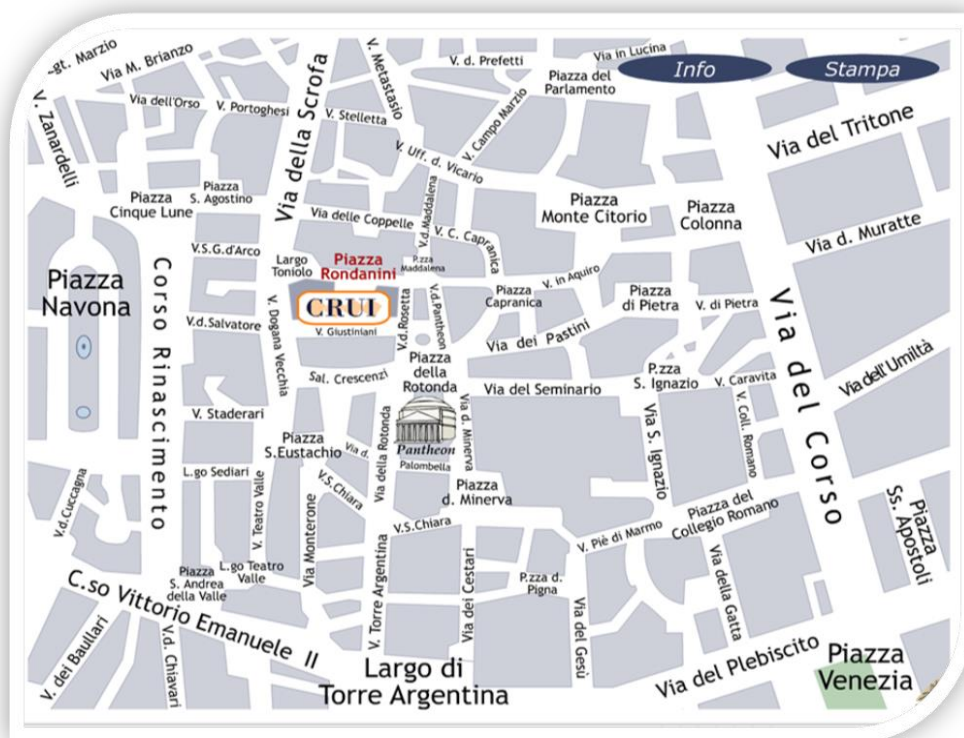 ~gt. Marzio
Via M. Brianzo
V. Metastasio
V. d. Prefetti
Via in Lucina
Piazza del
Parlamento
Info
Stampa
V. Zanardelli
Via dell'Orso
V. Portoghesi
Via della Scrofa
V. Stelletta
V. Campo Marzio
Via del Tritone
V. Uff. d. Vicario
Piazza
Cinque Lune
Piazza
S. Agostino
Via delle Coppelle
V.d.Maddalena
V. C. Capranica
Piazza
Monte Citorio
Piazza
Colonna
Via d. Muratte
V.S.G.d'Arco
Largo
Toniolo
Piazza
Rondanini
P.zza
Maddalena
V. in Aquiro
Piazza
Navona
Corso Rinascimento
V. Dogana Vecchia
CRUI
V. Giustiniani
V.d.Rosetta
V.d.Pantheon
Piazza
Capranica
Piazza
di Pietra
V. di Pietra
Via del Corso
V.d.Salvatore
Via dei Pastini
Sal. Crescenzi
Piazza
della
Rotonda
Via del Seminario
P.zza
S. Ignazio
V. Caravita
Via dell'Umiltà
V. Staderari
Piazza
S.Eustachio
Via d.
Via della Rotonda
Pantheon
Palombella
Via d. Minerva
Via S. Ignazio
V. Coll. Romano
L.go Sediari
V. Teatro Valle
V.S.Chiara
Piazza
d. Minerva
V.d.Cuccagna
Via Monterone
V.S.Chiara
V. Piè di Marmo
Piazza del
Collegio Romano
Piazza
Ss. Apostoli
C.so Vittorio Emanuele II
Piazza
S. Andrea
della Valle
L.go Teatro
Valle
V. Torre Argentina
Via dei Cestari
P.zza d.
Pigna
Via del Gesù
Via della Gatta
V. dei Baullari
V.d. Chiavari
Largo di
Torre Argentina
Via del Plebiscito
Piazza
Venezia